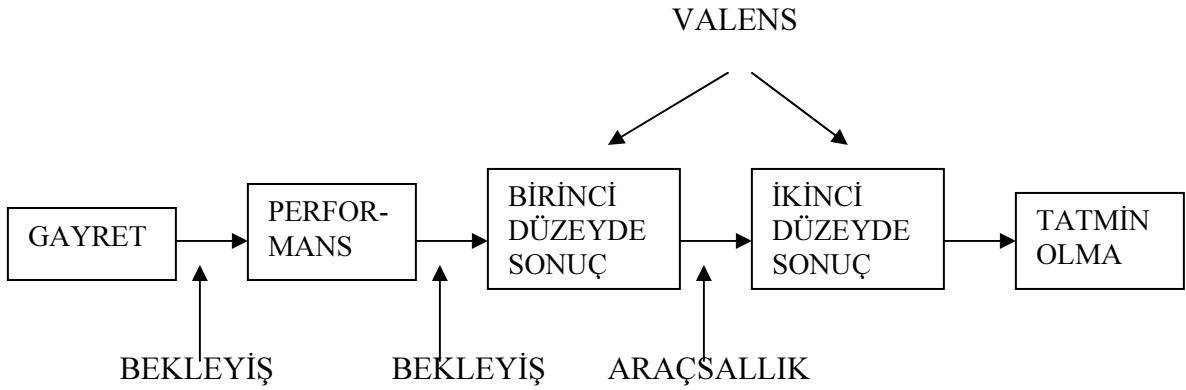 VALENS
GAYRET
PERFOR-
MANS
BİRİNCİ
DÜZEYDE
SONUÇ
İKİNCİ
DÜZEYDE
SONUÇ
TATMİN
OLMA
BEKLEYİŞ
BEKLEYİŞ
ARAÇSALLIK